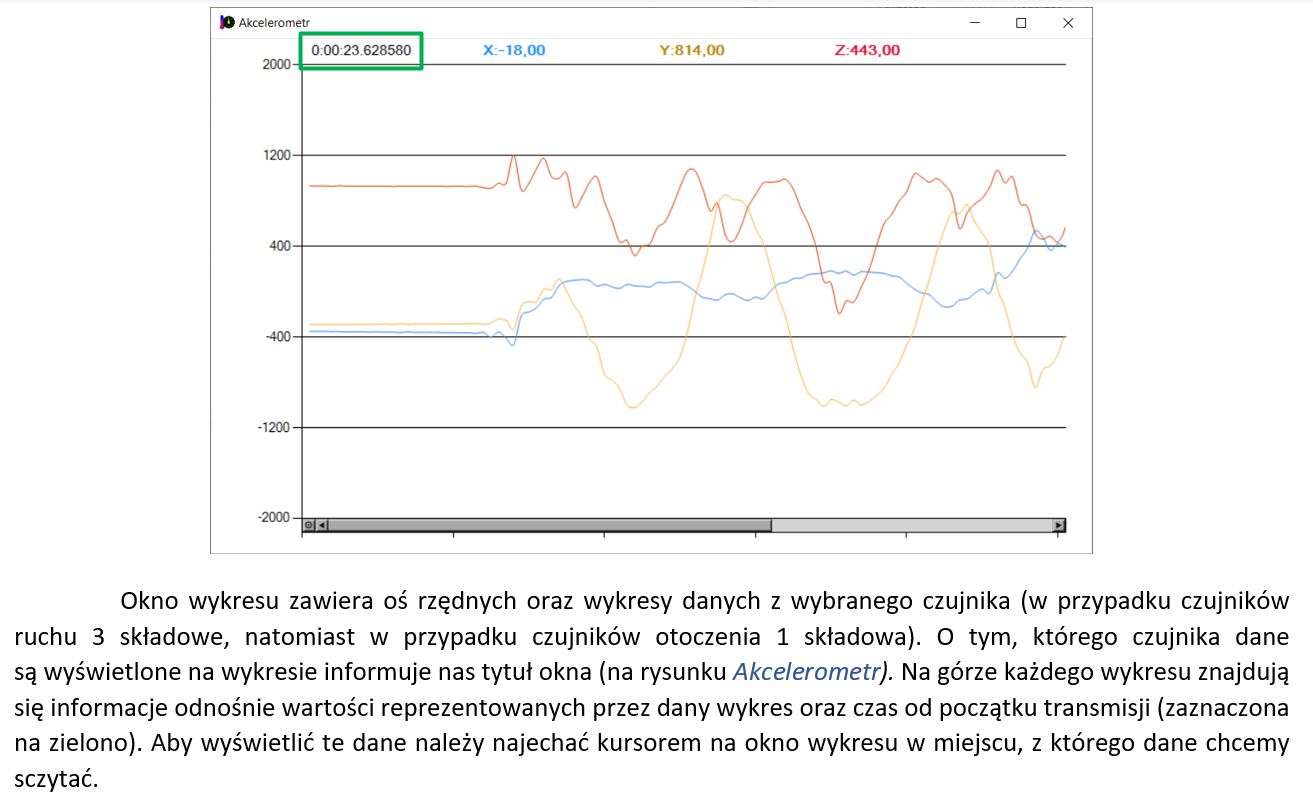 Akcelerometr
0:00:23.628580 X:-18,00 Y:814,00 Z:443,00
2000
1200
400
-400
-1200
-2000
Okno wykresu zawiera oś rzędnych oraz wykresy danych z wybranego czujnika (w przypadku czujników
ruchu 3 składowe, natomiast w przypadku czujników otoczenia 1 składowa). O tym, którego czujnika dane
są wyświetlone na wykresie informuje nas tytuł okna (na rysunku Akcelerometr). Na górze każdego wykresu znajdują
się informacje odnośnie wartości reprezentowanych przez dany wykres oraz czas od początku transmisji (zaznaczona
na zielono). Aby wyświetlić te dane należy najechać kursorem na okno wykresu w miejscu, z którego dane chcemy
sczytać.